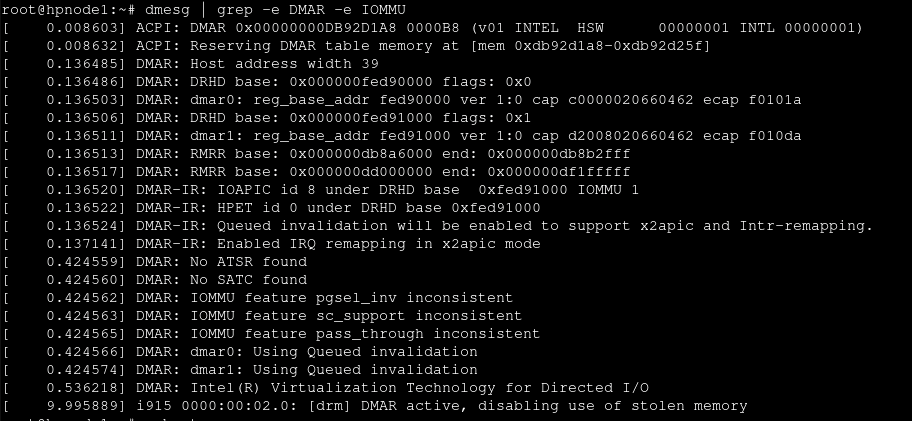 root@hpnode1:~# dmesg | grep -e DMAR -e IOMMU
[    0.008603] ACPI: DMAR 0x00000000DB92D1A8 0000B8 (v01 INTEL  HSW      00000001 INTL 00000001)
[    0.008632] ACPI: Reserving DMAR table memory at [mem 0xdb92d1a8-0xdb92d25f]
[    0.136485] DMAR: Host address width 39
[    0.136486] DMAR: DRHD base: 0x000000fed90000 flags: 0x0
[    0.136503] DMAR: dmar0: reg_base_addr fed90000 ver 1:0 cap c0000020660462 ecap f0101a
[    0.136506] DMAR: DRHD base: 0x000000fed91000 flags: 0x1
[    0.136511] DMAR: dmar1: reg_base_addr fed91000 ver 1:0 cap d2008020660462 ecap f010da
[    0.136513] DMAR: RMRR base: 0x000000db8a6000 end: 0x000000db8b2fff
[    0.136517] DMAR: RMRR base: 0x000000dd000000 end: 0x000000df1fffff
[    0.136520] DMAR-IR: IOAPIC id 8 under DRHD base  0xfed91000 IOMMU 1
[    0.136522] DMAR-IR: HPET id 0 under DRHD base 0xfed91000
[    0.136524] DMAR-IR: Queued invalidation will be enabled to support x2apic and Intr-remapping.
[    0.137141] DMAR-IR: Enabled IRQ remapping in x2apic mode
[    0.424559] DMAR: No ATSR found
[    0.424560] DMAR: No SATC found
[    0.424562] DMAR: IOMMU feature pgsel_inv inconsistent
[    0.424563] DMAR: IOMMU feature sc_support inconsistent
[    0.424565] DMAR: IOMMU feature pass_through inconsistent
[    0.424566] DMAR: dmar0: Using Queued invalidation
[    0.424574] DMAR: dmar1: Using Queued invalidation
[    0.536218] DMAR: Intel(R) Virtualization Technology for Directed I/O
[    9.995889] i915 0000:00:02.0: [drm] DMAR active, disabling use of stolen memory